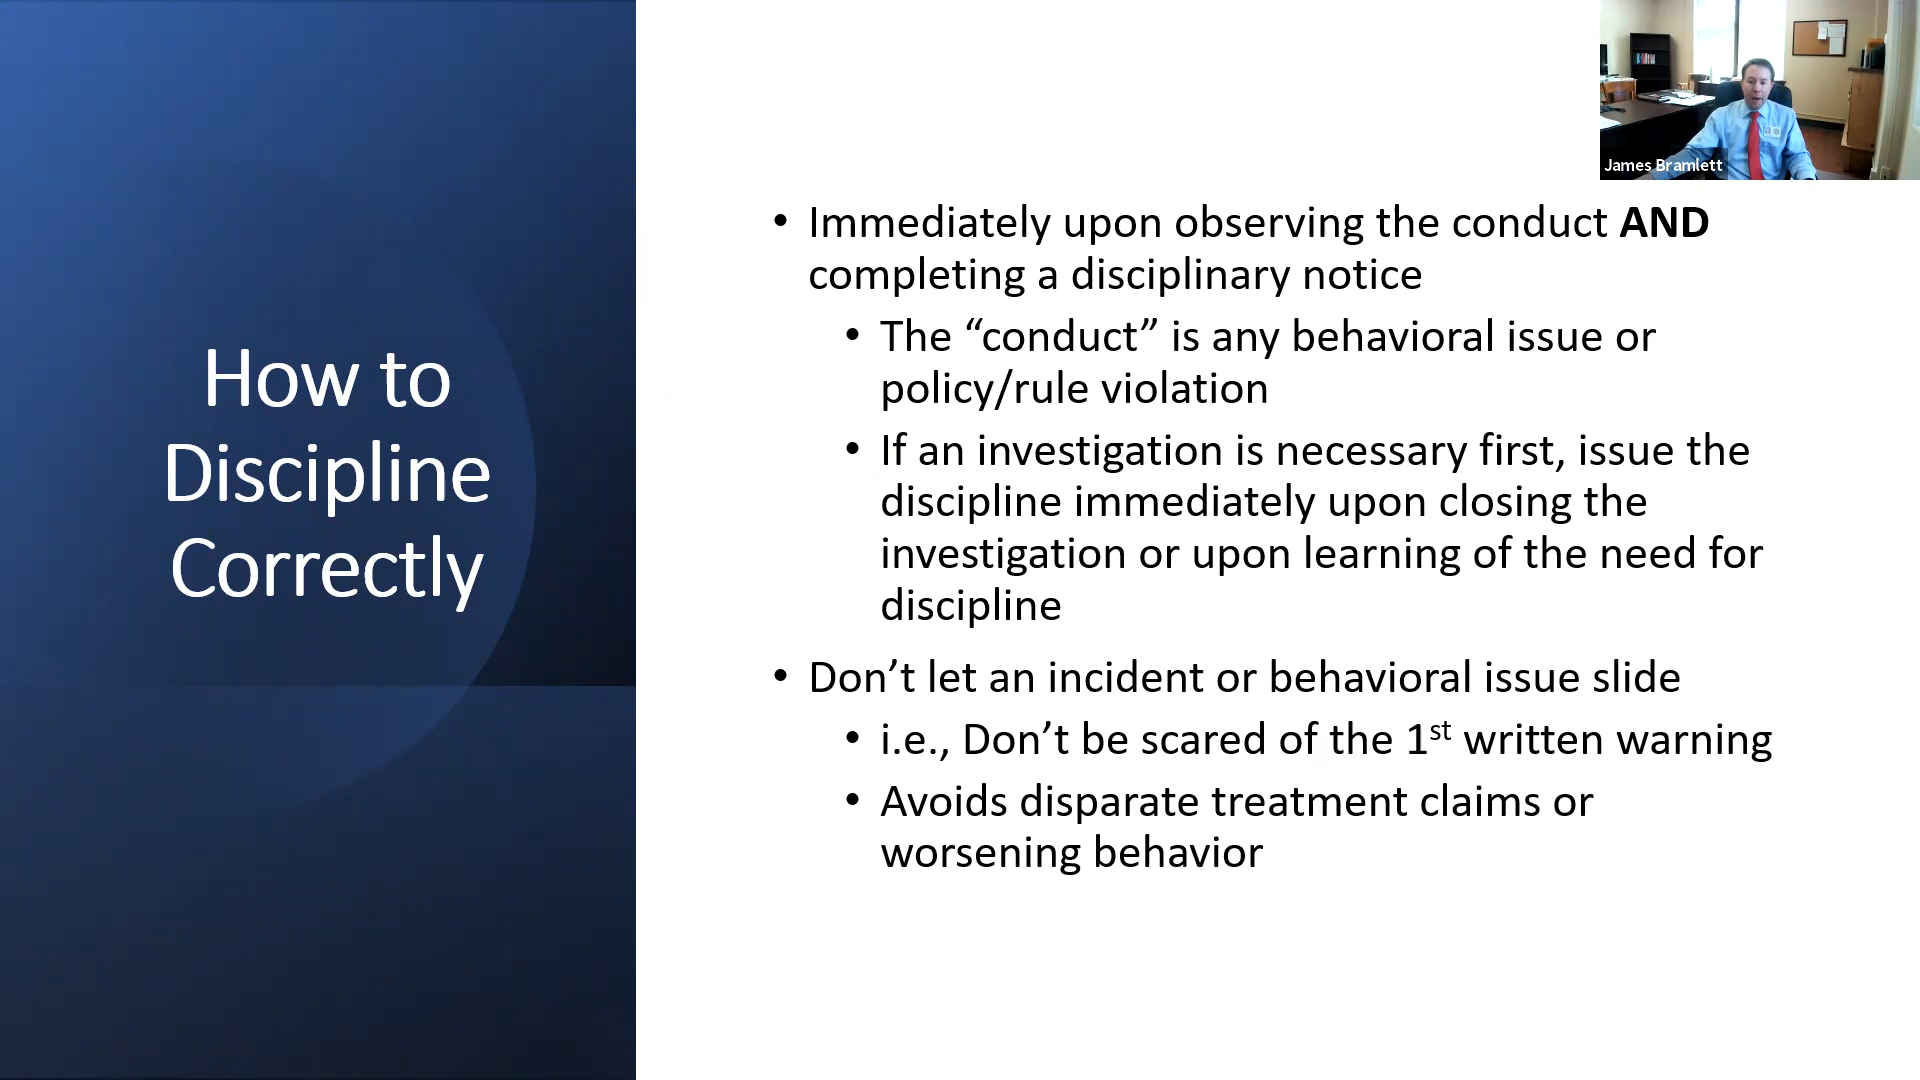 James Bramlett
How to
Discipline
Correctly
• Immediately upon observing the conduct AND
completing a disciplinary notice
• The “conduct” is any behavioral issue or
policy/rule violation
• If an investigation is necessary first, issue the
discipline immediately upon closing the
investigation or upon learning of the need for
discipline
• Don’t let an incident or behavioral issue slide
• i.e., Don’t be scared of the 1st written warning
• Avoids disparate treatment claims or
worsening behavior